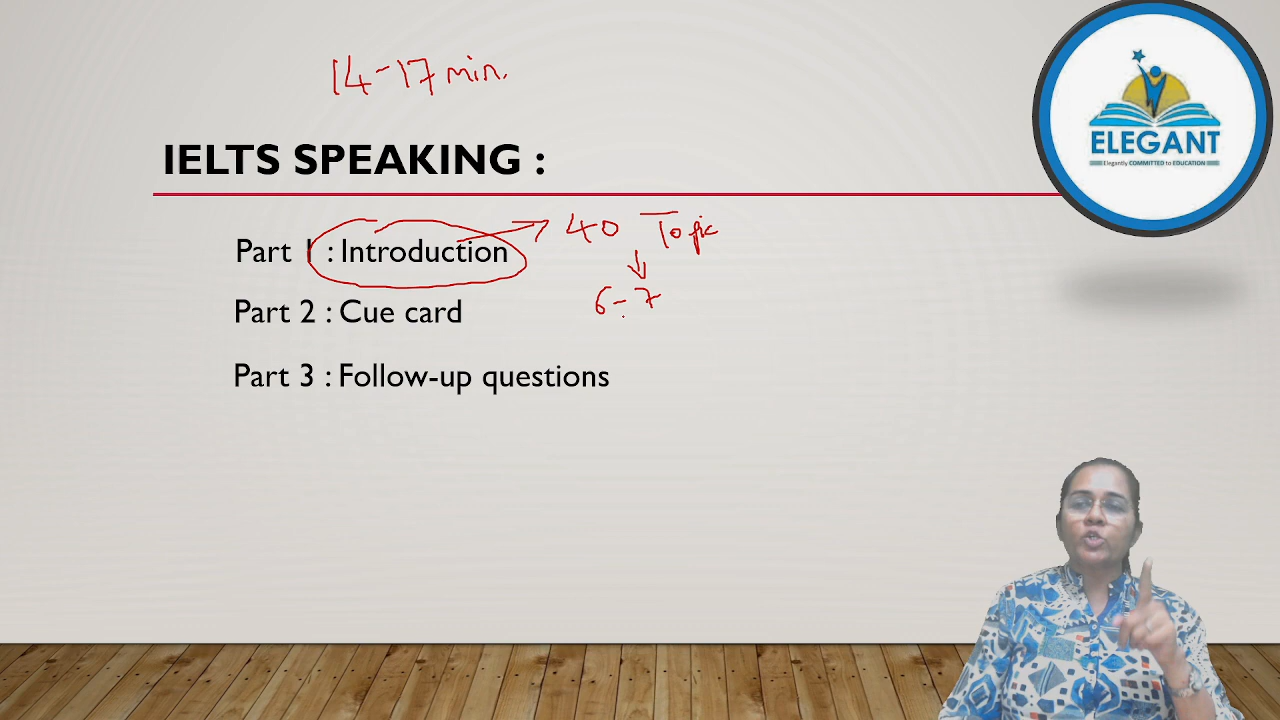 14-17 min.
IELTS SPEAKING :
Part 1 : Introduction
40 Topic
6-7
Part 2 : Cue card
Part 3 : Follow-up questions
ELEGANT
Elegantly COMMITTED to EDUCATION